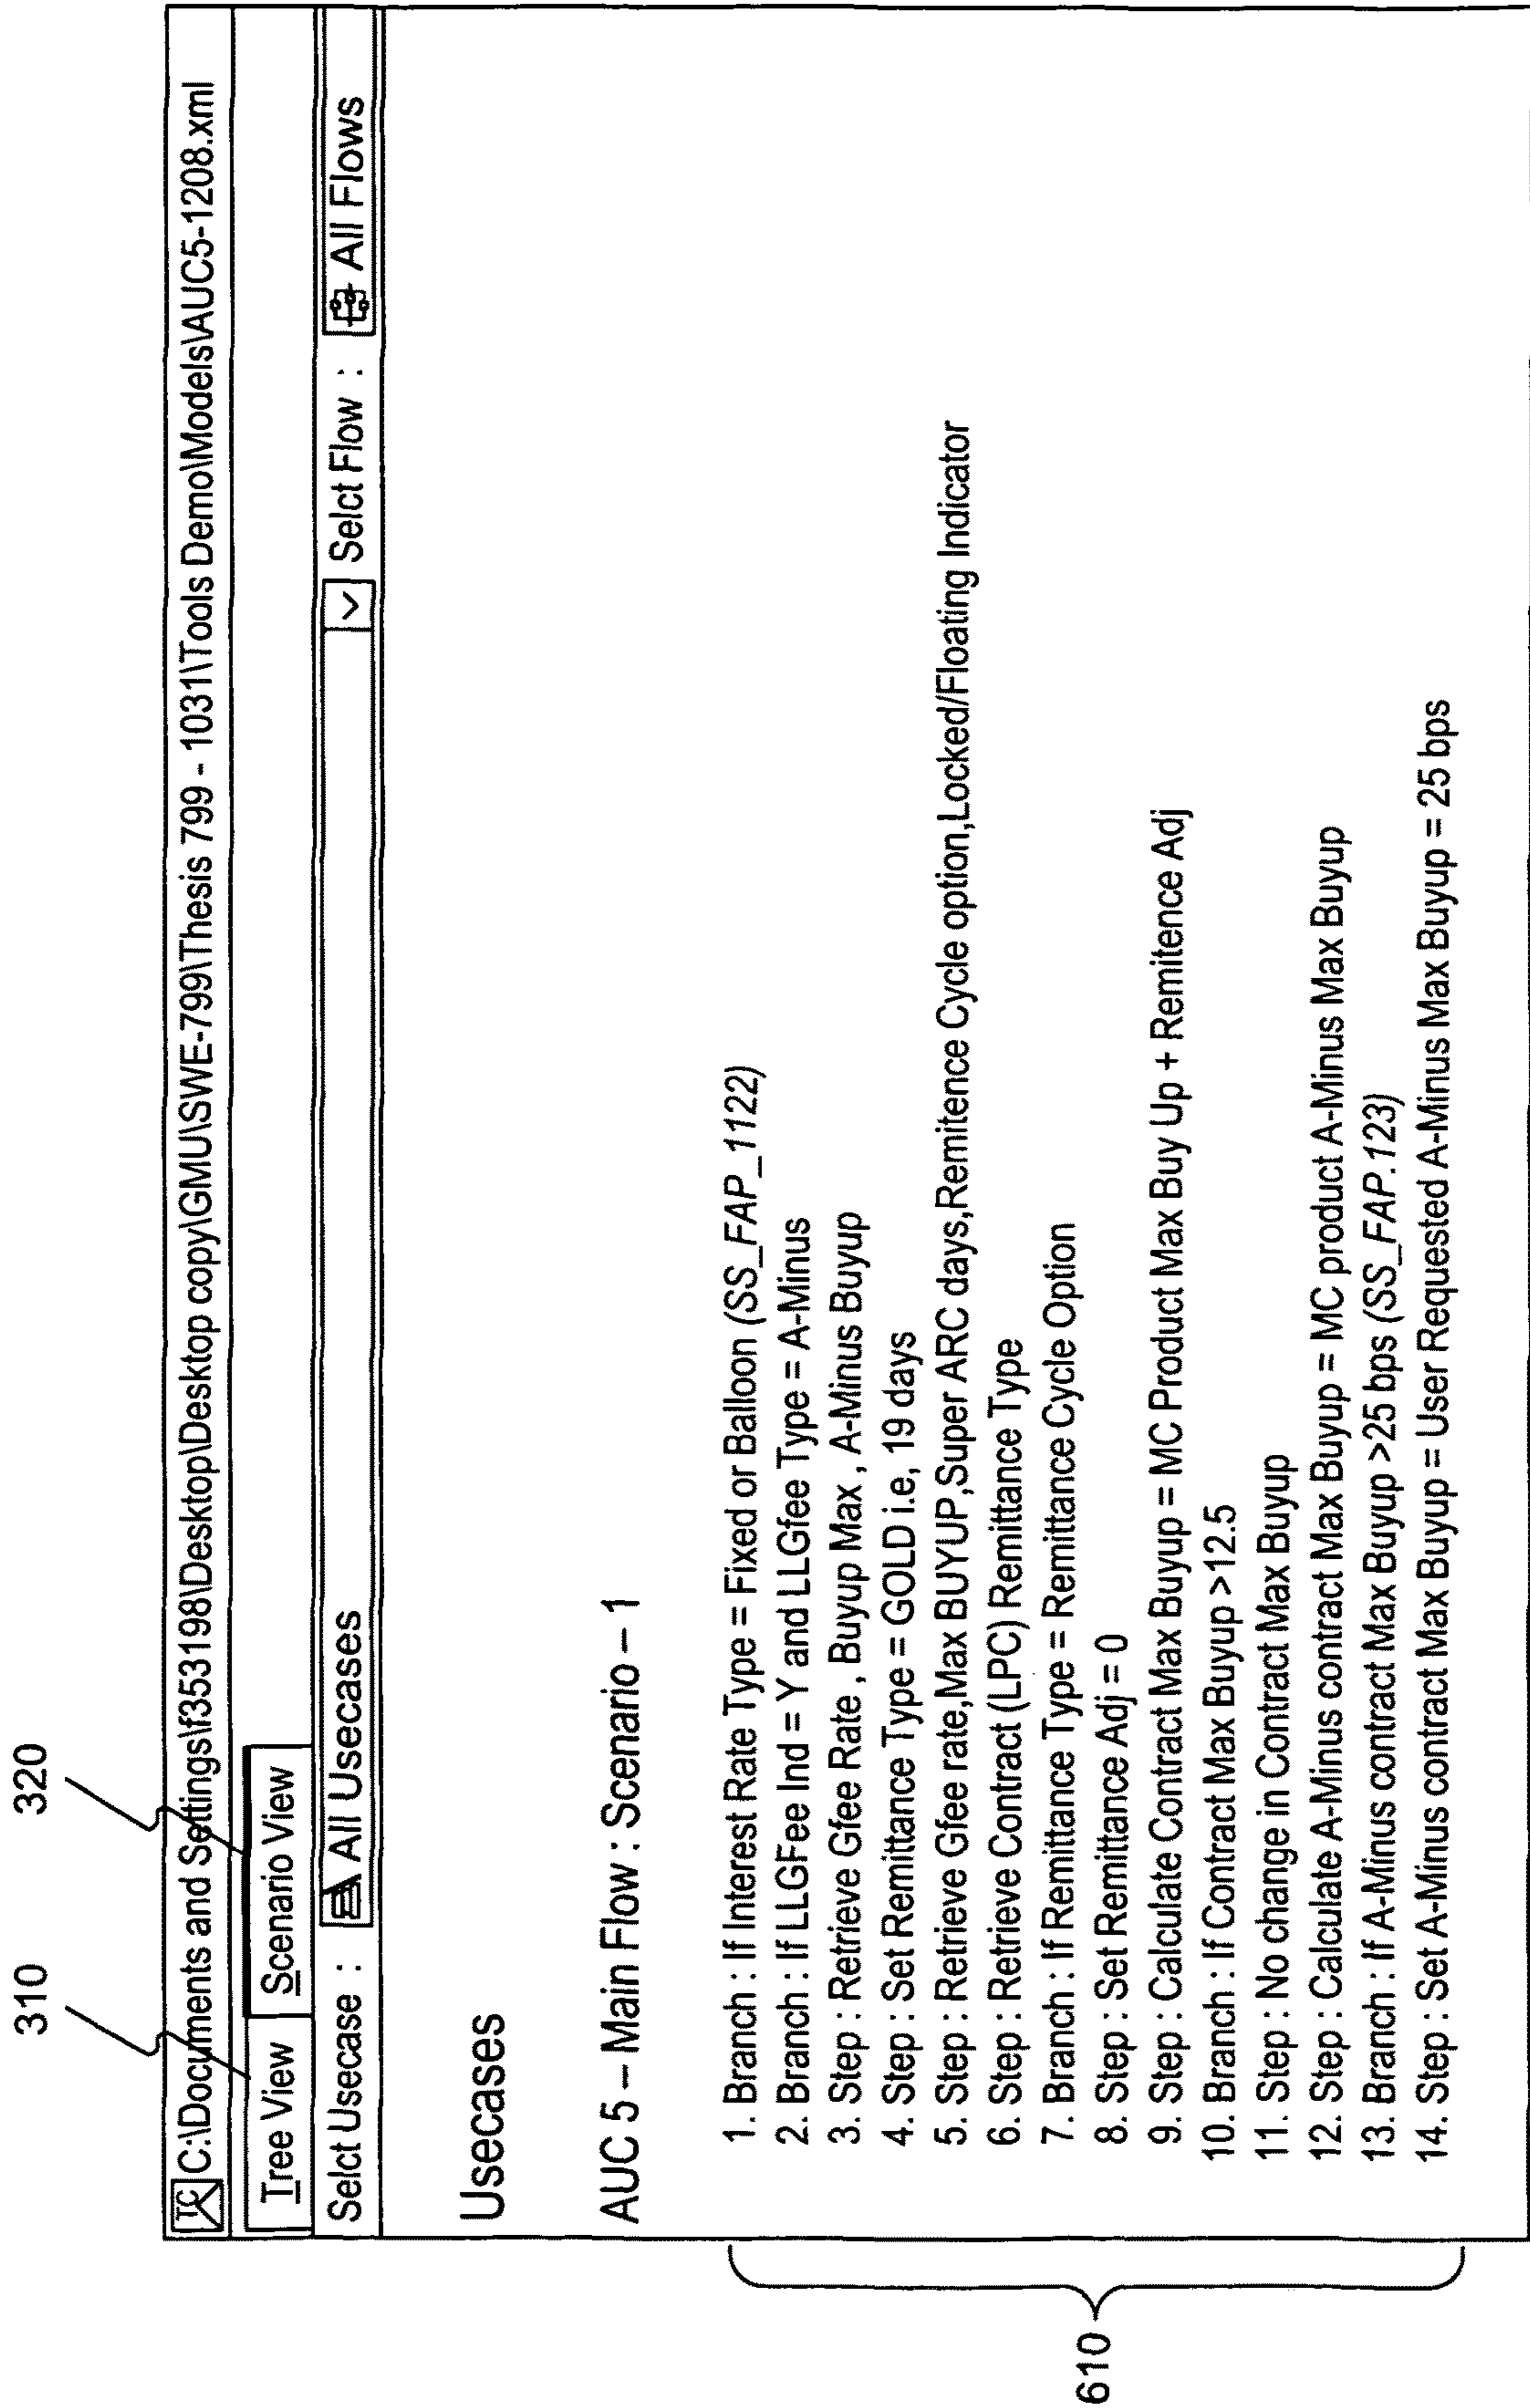 310
320
TC C:\Documents and Settings\f353198\Desktop\Desktop copy\GMU\SWE-799\Thesis 799 - 1031\Tools Demo\Models\AUC5-1208.xml
Tree View Scenario View
Selct Usecase : All Usecases Selct Flow : All Flows
Usecases
AUC 5 – Main Flow : Scenario – 1
1. Branch : If Interest Rate Type = Fixed or Balloon (SS_FAP_1122)
2. Branch : If LLGFee Ind = Y and LLGfee Type = A-Minus
3. Step : Retrieve Gfee Rate , Buyup Max , A-Minus Buyup
4. Step : Set Remittance Type = GOLD i.e, 19 days
5. Step : Retrieve Gfee rate,Max BUYUP,Super ARC days,Remitence Cycle option,Locked/Floating Indicator
6. Step : Retrieve Contract (LPC) Remittance Type
7. Branch : If Remittance Type = Remittance Cycle Option
8. Step : Set Remittance Adj = 0
9. Step : Calculate Contract Max Buyup = MC Product Max Buy Up + Remitence Adj
10. Branch : If Contract Max Buyup >12.5
11. Step : No change in Contract Max Buyup
12. Step : Calculate A-Minus contract Max Buyup = MC product A-Minus Max Buyup
13. Branch : If A-Minus contract Max Buyup >25 bps (SS_FAP.123)
14. Step : Set A-Minus contract Max Buyup = User Requested A-Minus Max Buyup = 25 bps
610